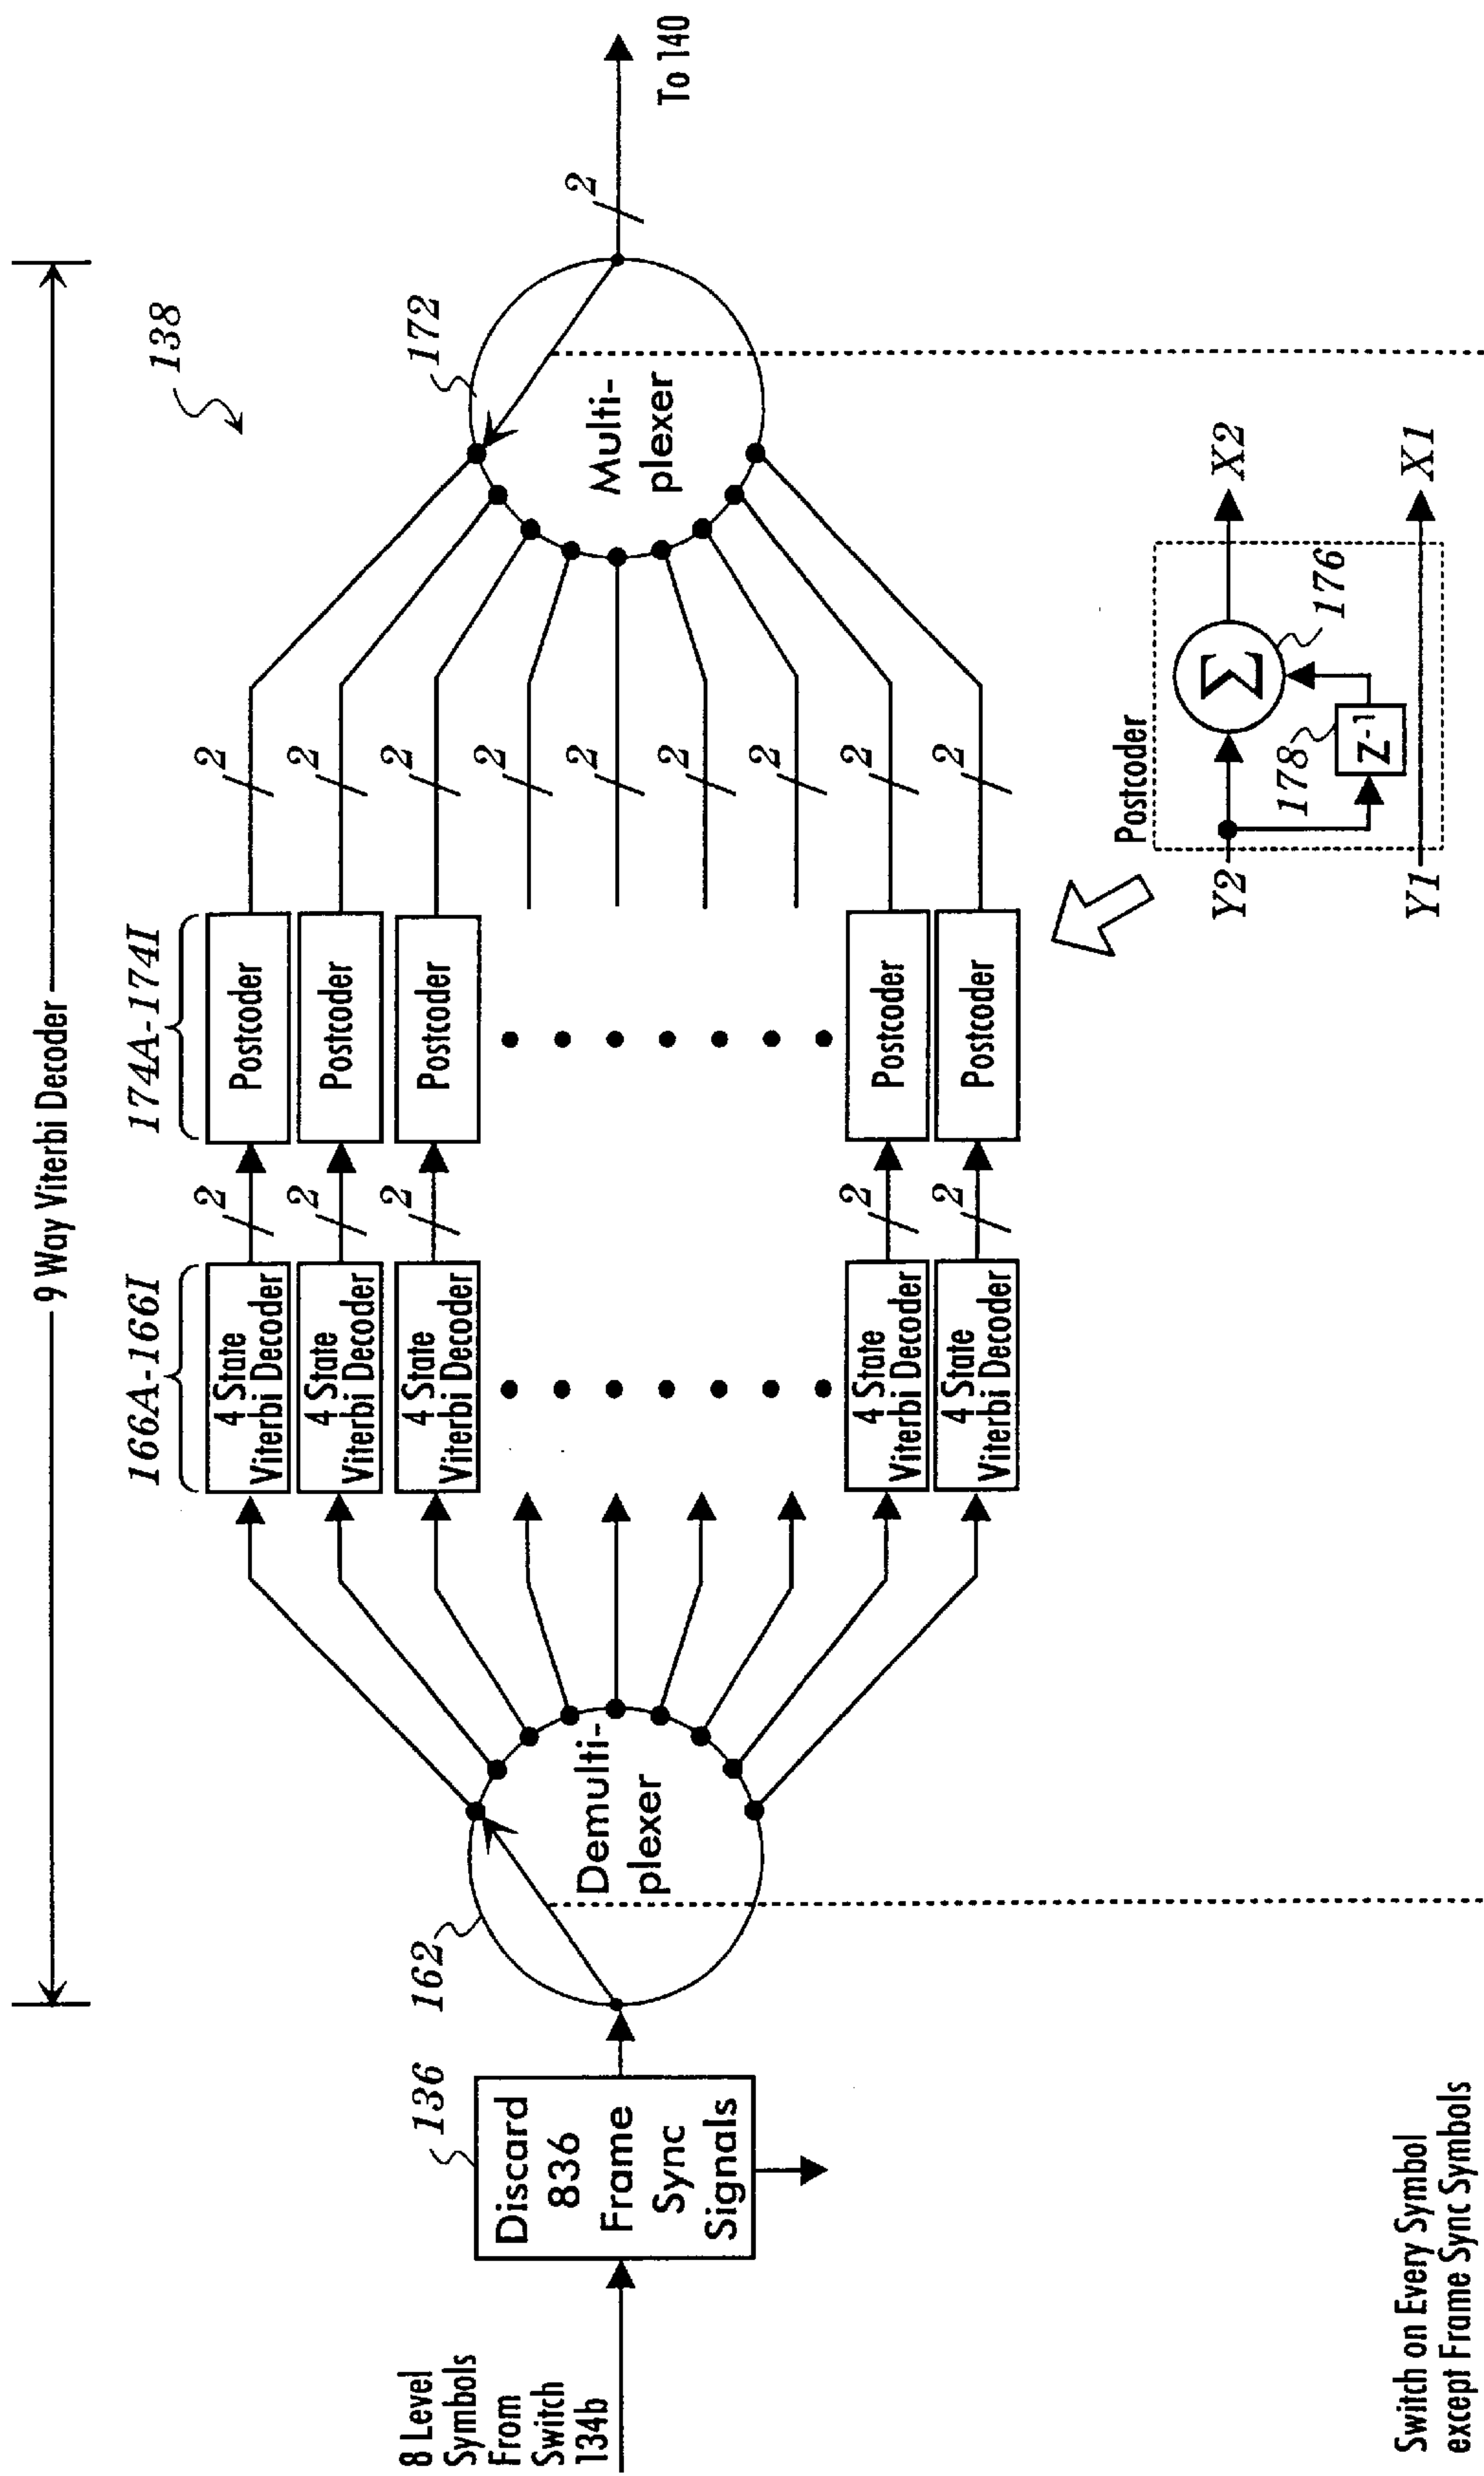 9 Way Viterbi Decoder
138
166A-166I
174A-174I
4 State
Viterbi Decoder
2
Postcoder
2
4 State
Viterbi Decoder
2
Postcoder
2
4 State
Viterbi Decoder
2
Postcoder
2
2
2
2
2
4 State
Viterbi Decoder
2
Postcoder
2
4 State
Viterbi Decoder
2
Postcoder
2
8 Level
Symbols
From
Switch
134b
136
Discard
836
Frame
Sync
Signals
162
Demulti-
plexer
172
Multi-
plexer
2
To 140
Postcoder
Y2
Σ
X2
176
178
Z-1
Y1
X1
Switch on Every Symbol
except Frame Sync Symbols